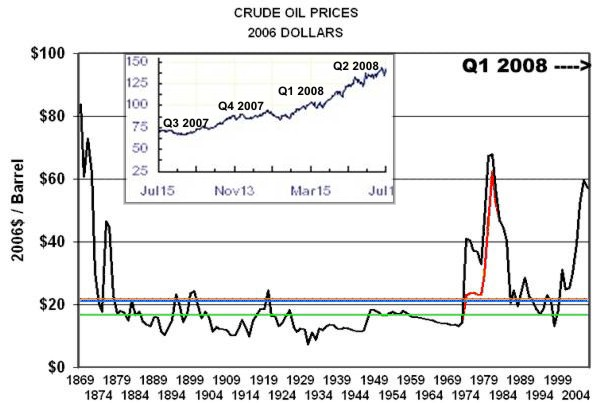 CRUDE OIL PRICES
2006 DOLLARS
2006$ / Barrel
$100
$80
$60
$40
$20
$0
Q1 2008 ---->
150
125
100
75
50
25
Q3 2007
Q4 2007
Q1 2008
Q2 2008
Jul15 Nov13 Mar15 Jul1
1869 1879 1889 1899 1909 1919 1929 1939 1949 1959 1969 1979 1989 1999
1874 1884 1894 1904 1914 1924 1934 1944 1954 1964 1974 1984 1994 2004